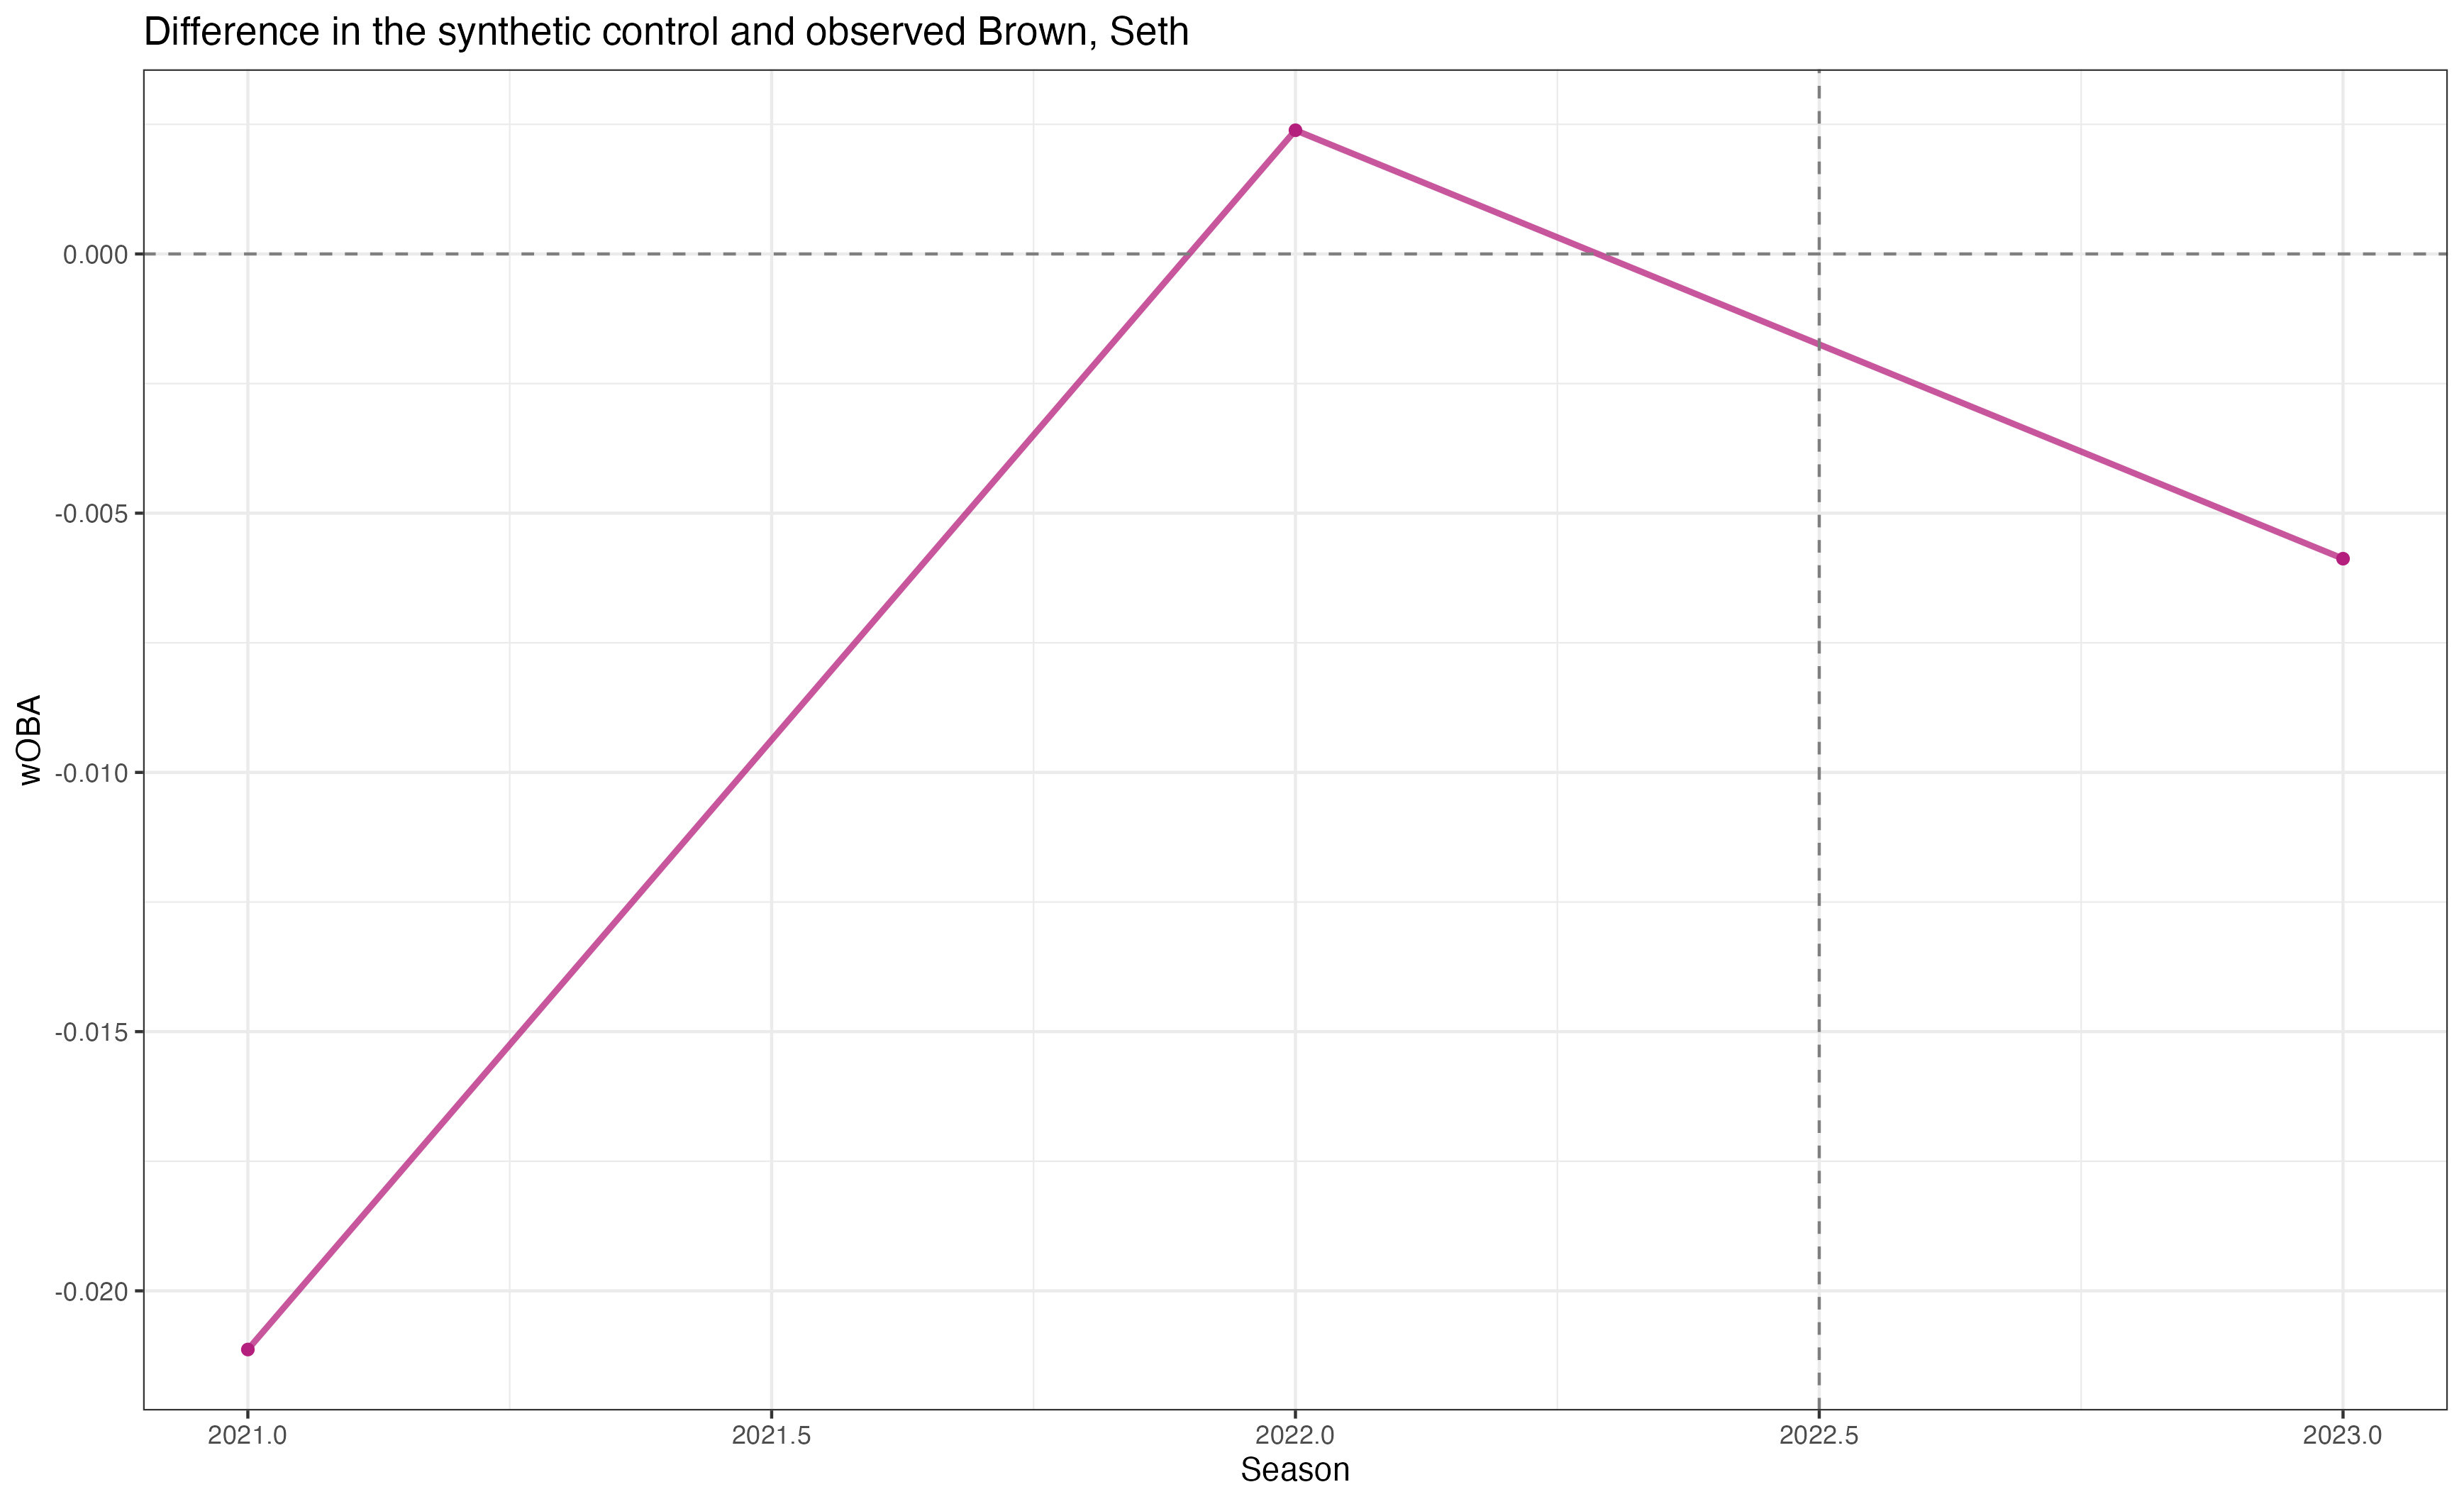 Difference in the synthetic control and observed Brown, Seth
wOBA
0.000
-0.005
-0.010
-0.015
-0.020
2021.0 2021.5 2022.0 2022.5 2023.0
Season